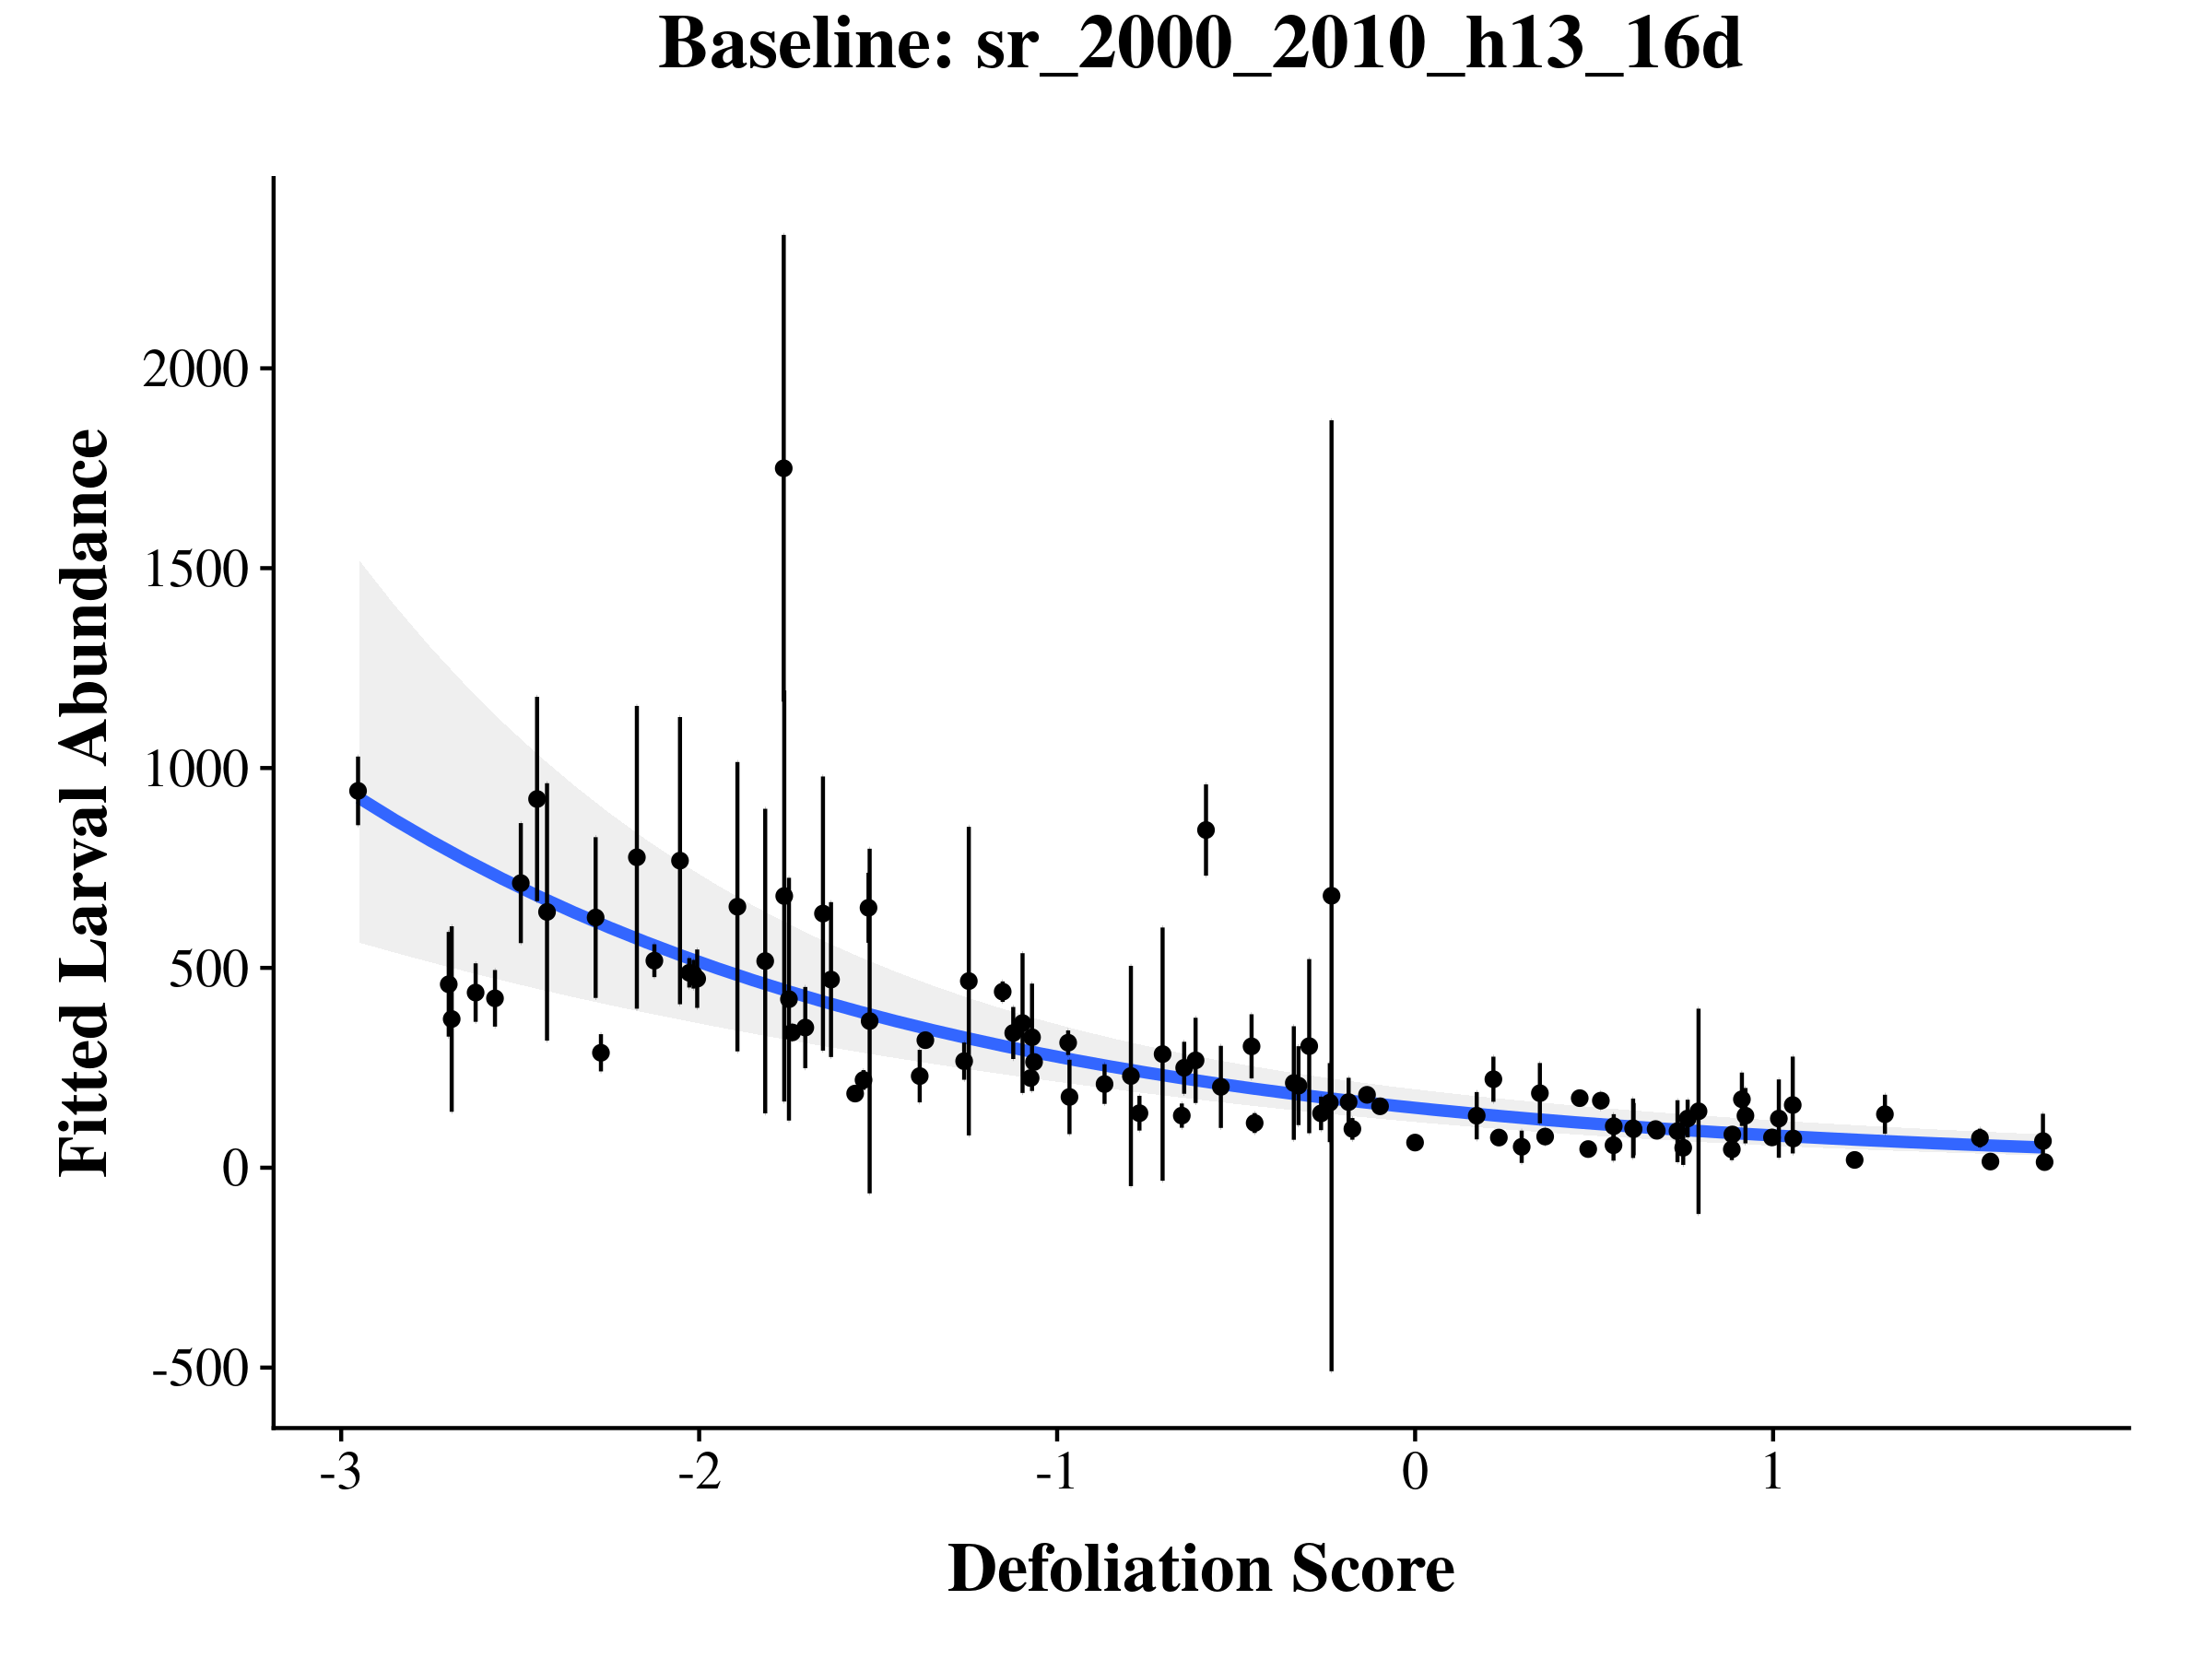 Baseline: sr_2000_2010_h13_16d
Fitted Larval Abundance
2000
1500
1000
500
0
-500
-3 -2 -1 0 1
Defoliation Score